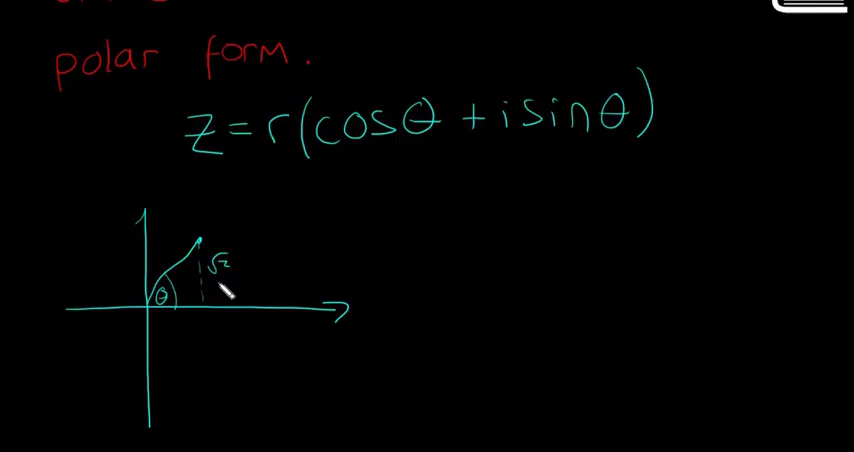 polar form.
z=r(cosθ +isinθ)
√2
θ